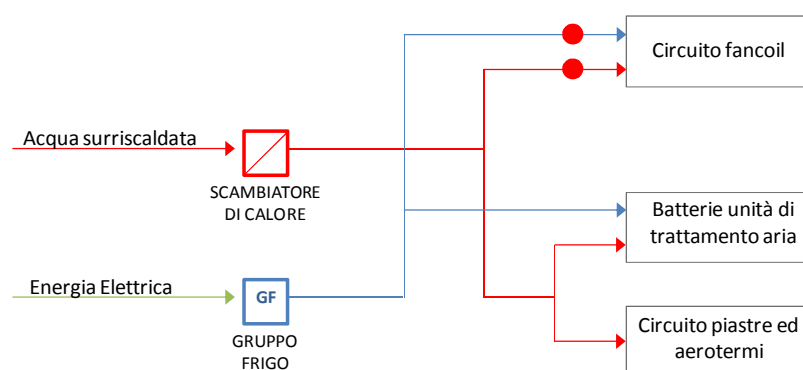 Circuito fancoil
Acqua surriscaldata
SCAMBIATORE
DI CALORE
Batterie unità di
trattamento aria
Energia Elettrica
GF
GRUPPO
FRIGO
Circuito piastre ed
aerotermi